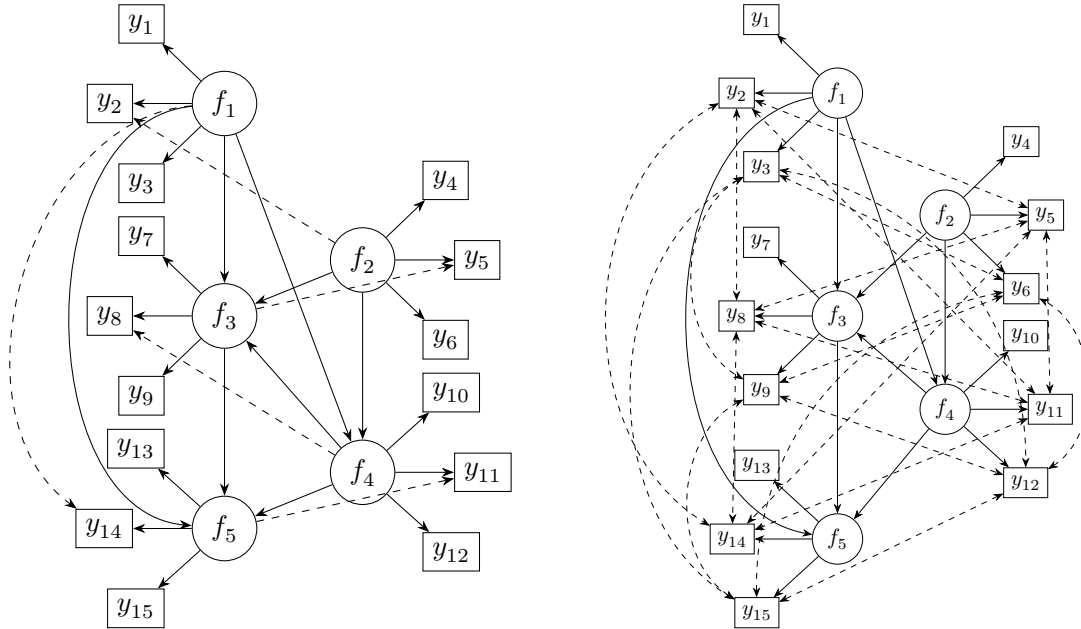 y₁
y₂
f₁
y₃
y₄
y₇
f₂
y₅
y₈
f₃
y₆
y₉
y₁₀
y₁₃
f₄
y₁₁
y₁₄
f₅
y₁₂
y₁₅
y₁
y₂
f₁
y₄
y₃
f₂
y₅
y₇
y₆
y₈
f₃
y₁₀
y₉
f₄
y₁₁
y₁₃
y₁₂
y₁₄
f₅
y₁₅